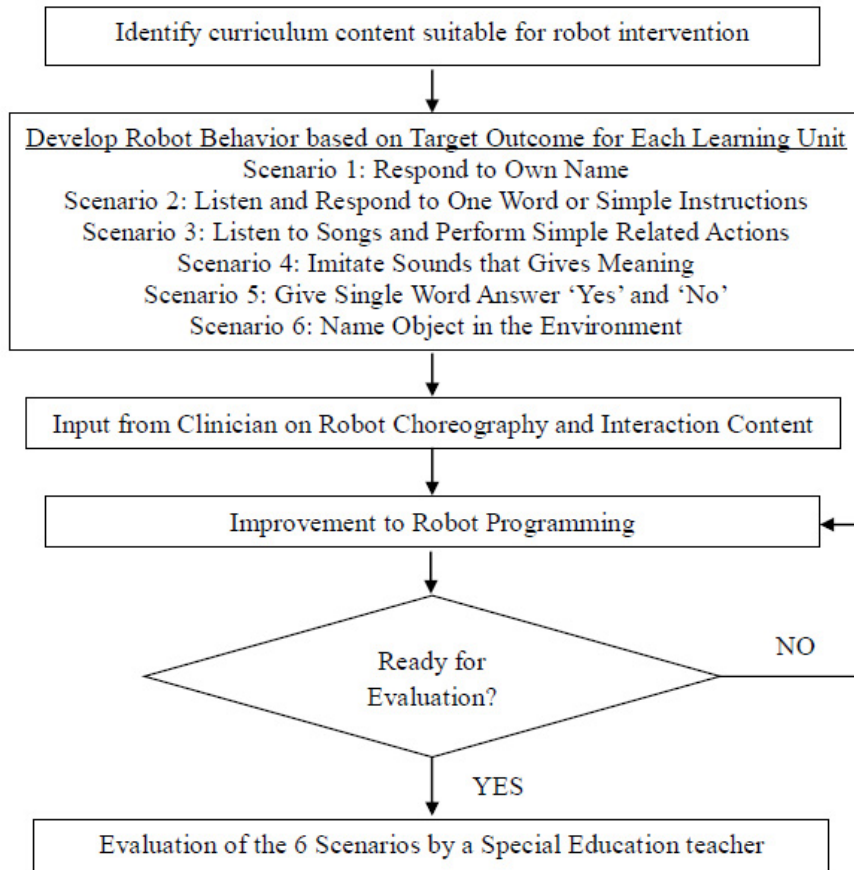 Identify curriculum content suitable for robot intervention
Develop Robot Behavior based on Target Outcome for Each Learning Unit
Scenario 1: Respond to Own Name
Scenario 2: Listen and Respond to One Word or Simple Instructions
Scenario 3: Listen to Songs and Perform Simple Related Actions
Scenario 4: Imitate Sounds that Gives Meaning
Scenario 5: Give Single Word Answer ‘Yes’ and ‘No’
Scenario 6: Name Object in the Environment
Input from Clinician on Robot Choreography and Interaction Content
Improvement to Robot Programming
Ready for
Evaluation?
NO
YES
Evaluation of the 6 Scenarios by a Special Education teacher